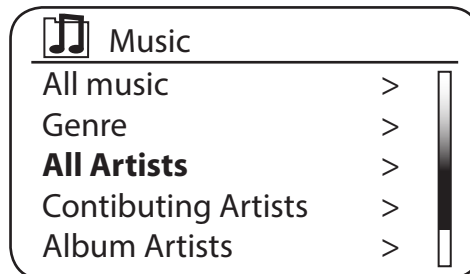 Music
All music >
Genre >
All Artists >
Contibuting Artists >
Album Artists >